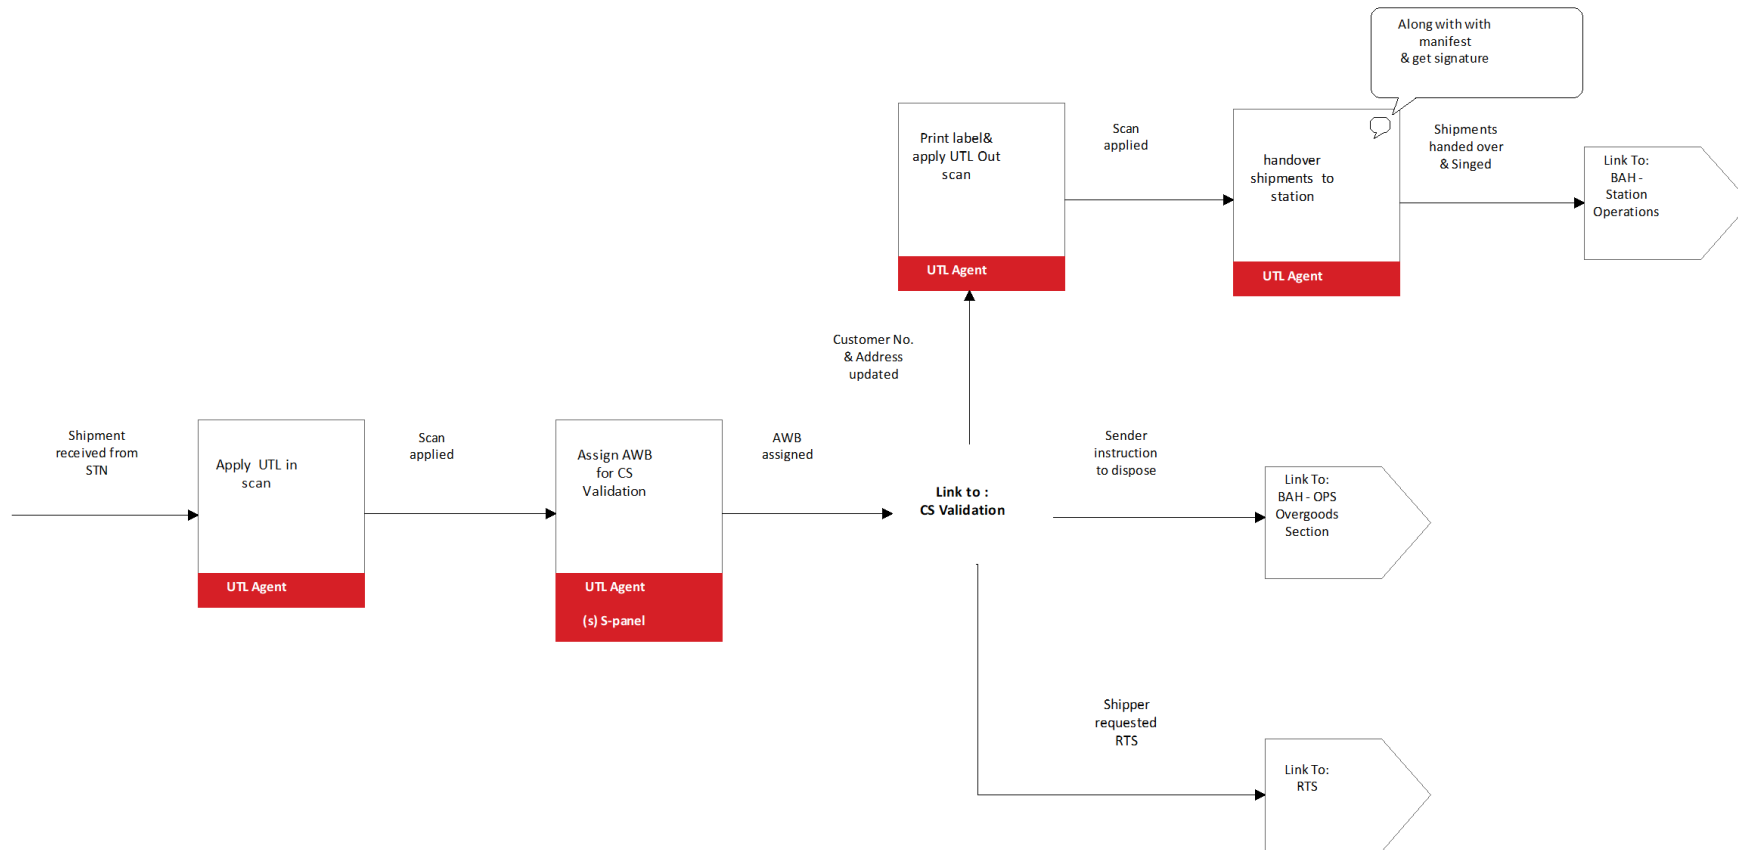 Along with with
manifest
& get signature
Print label&
apply UTL Out
scan
UTL Agent
Scan
applied
handover
shipments to
station
UTL Agent
Shipments
handed over
& Singed
Link To:
BAH -
Station
Operations
Customer No.
& Address
updated
Shipment
received from
STN
Apply UTL in
scan
UTL Agent
Scan
applied
Assign AWB
for CS
Validation
UTL Agent
(s) S-panel
AWB
assigned
Link to :
CS Validation
Sender
instruction
to dispose
Link To:
BAH - OPS
Overgoods
Section
Shipper
requested
RTS
Link To:
RTS